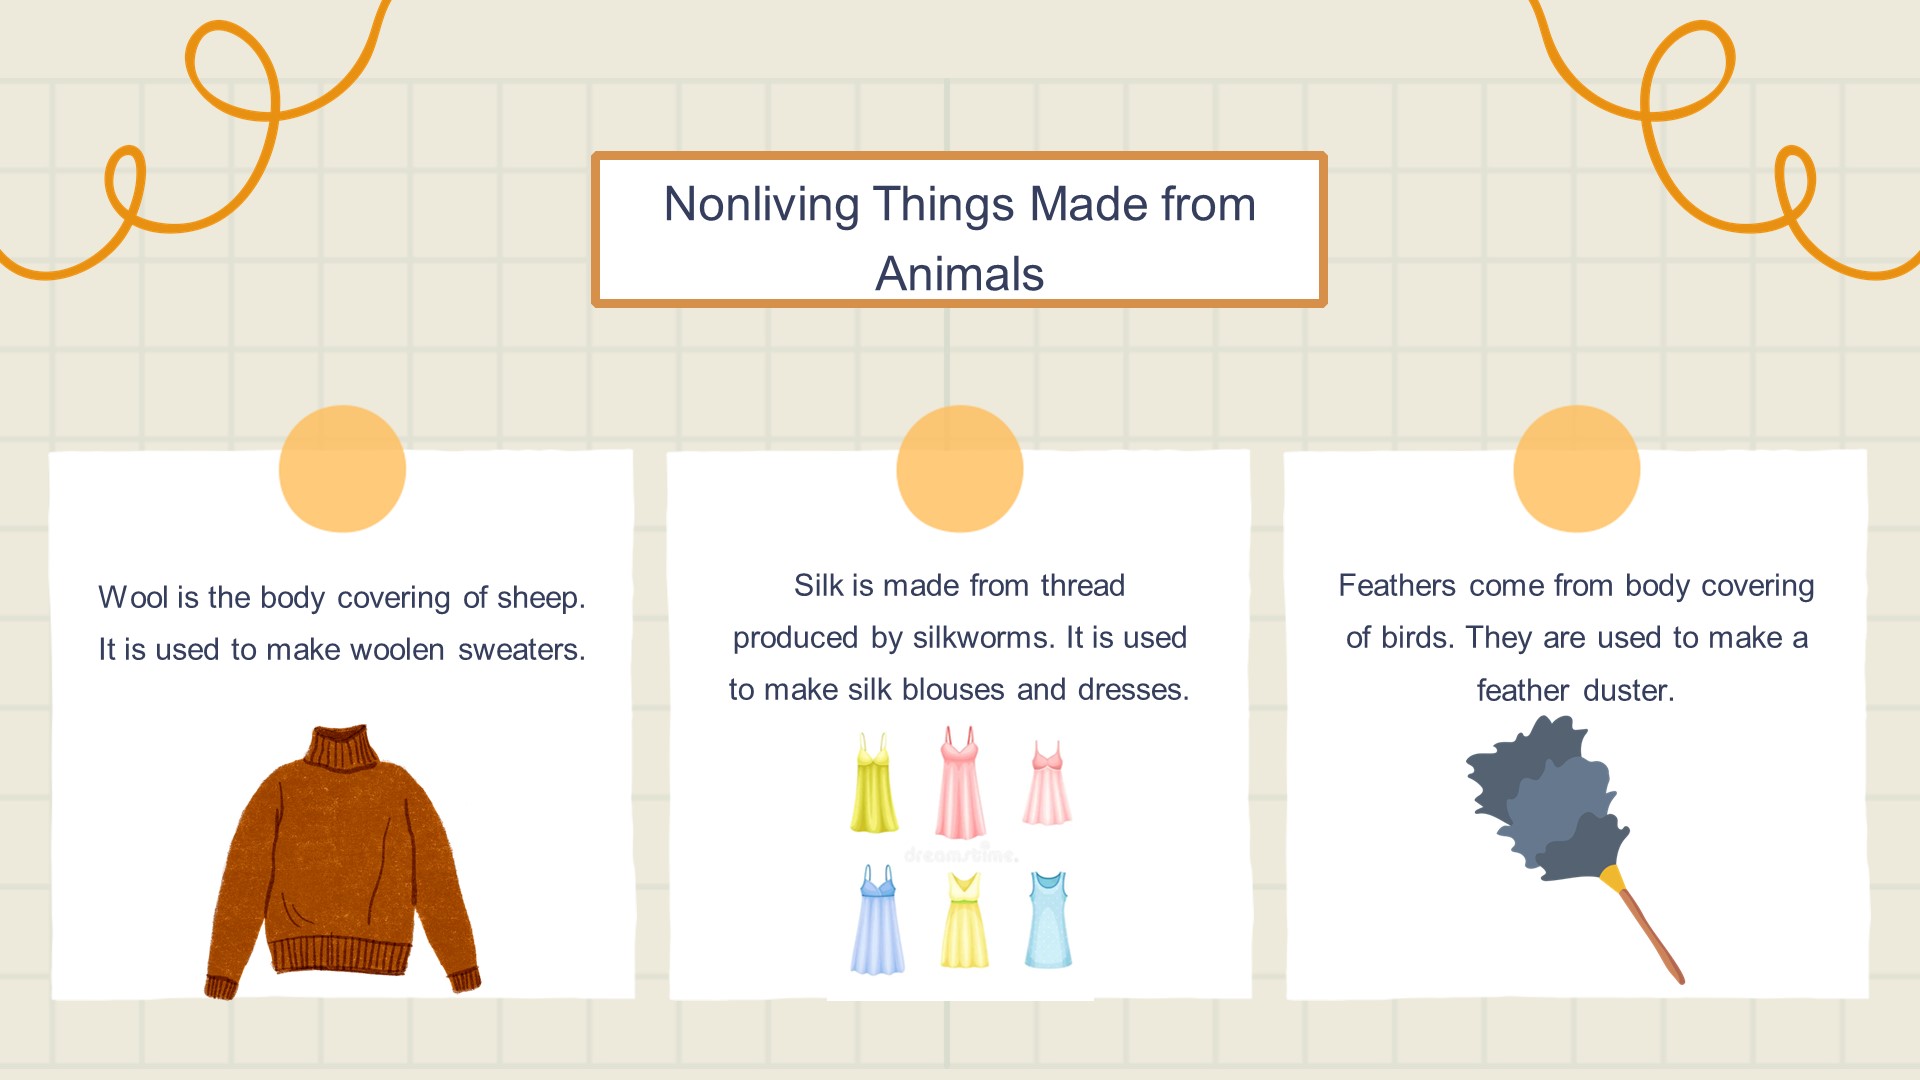 Nonliving Things Made from
Animals
Wool is the body covering of sheep.
It is used to make woolen sweaters.
Silk is made from thread
produced by silkworms. It is used
to make silk blouses and dresses.
Feathers come from body covering
of birds. They are used to make a
feather duster.
dreamstime.